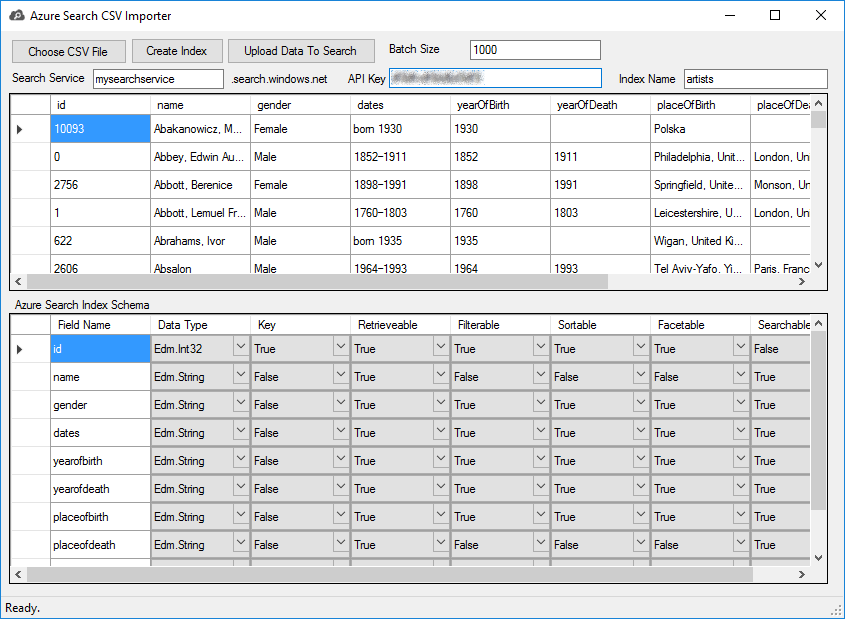 Azure Search CSV Importer
Choose CSV File Create Index Upload Data To Search Batch Size 1000
Search Service mysearchservice .search.windows.net API Key Index Name artists
id name gender dates yearOfBirth yearOfDeath placeOfBirth placeOfDea
10093 Abakanowicz, M... Female born 1930 1930 Polska
0 Abbey, Edwin Au... Male 1852–1911 1852 1911 Philadelphia, Unit... London, Un
2756 Abbott, Berenice Female 1898–1991 1898 1991 Springfield, Unite... Monson, Un
1 Abbott, Lemuel Fr... Male 1760–1803 1760 1803 Leicestershire, U... London, Un
622 Abrahams, Ivor Male born 1935 1935 Wigan, United Ki...
2606 Absalon Male 1964–1993 1964 1993 Tel Aviv-Yafo, Yi... Paris, Franc
Azure Search Index Schema
Field Name Data Type Key Retrieveable Filterable Sortable Facetable Searchable
id Edm.Int32 True True True True True False
name Edm.String False True False False False True
gender Edm.String False True True True True True
dates Edm.String False True True True True True
yearofbirth Edm.String False True True True True True
yearofdeath Edm.String False True True True True True
placeofbirth Edm.String False True True True True True
placeofdeath Edm.String False True False False False True
Ready.